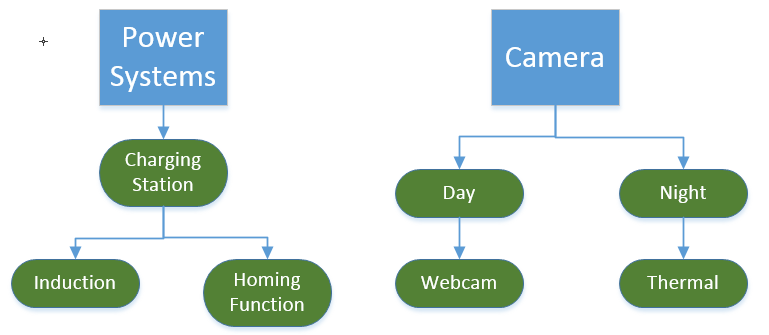 Power
Systems
Camera
Charging
Station
Day
Night
Induction
Homing
Function
Webcam
Thermal